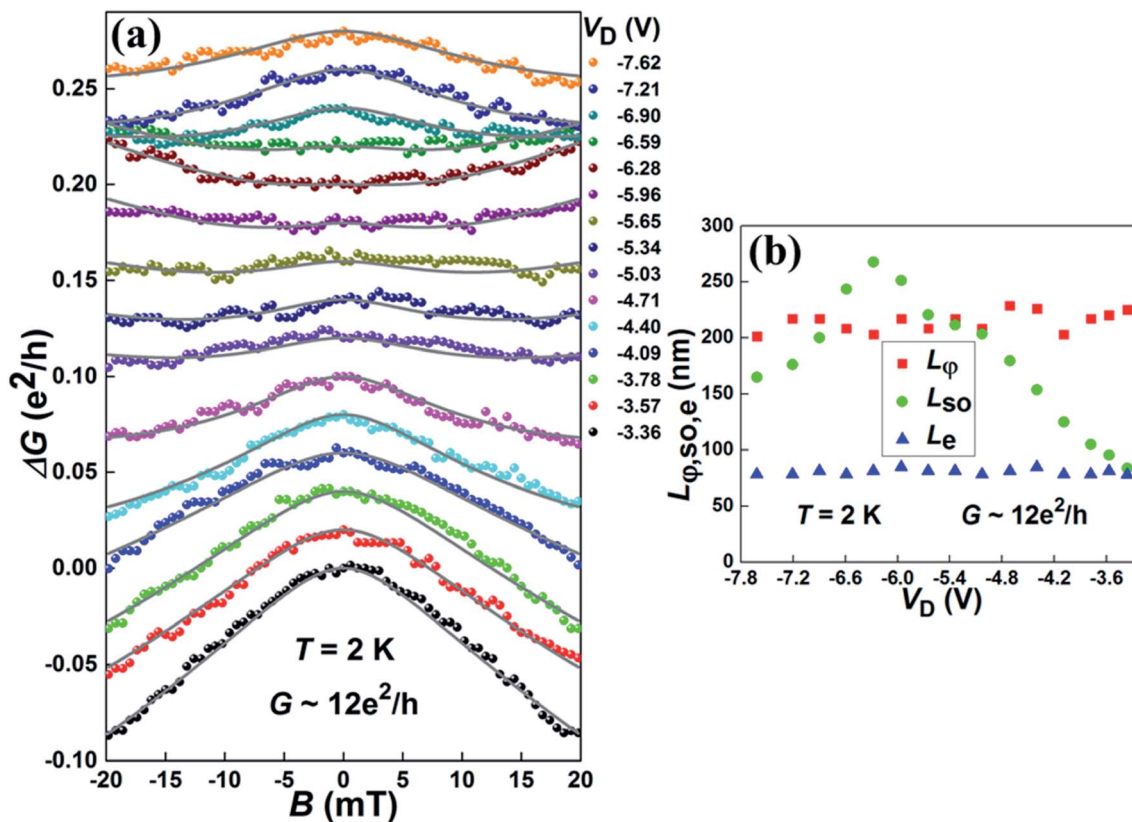 (a)
V_D (V)
-7.62
-7.21
-6.90
-6.59
-6.28
-5.96
-5.65
-5.34
-5.03
-4.71
-4.40
-4.09
-3.78
-3.57
-3.36
ΔG (e²/h)
0.25
0.20
0.15
0.10
0.05
0.00
-0.05
-0.10
T = 2 K
G ~ 12e²/h
-20 -15 -10 -5 0 5 10 15 20
B (mT)
(b)
L_φ,so,e (nm)
300
250
200
150
100
50
0
L_φ
L_so
L_e
T = 2 K G ~ 12e²/h
-7.8 -7.2 -6.6 -6.0 -5.4 -4.8 -4.2 -3.6
V_D (V)